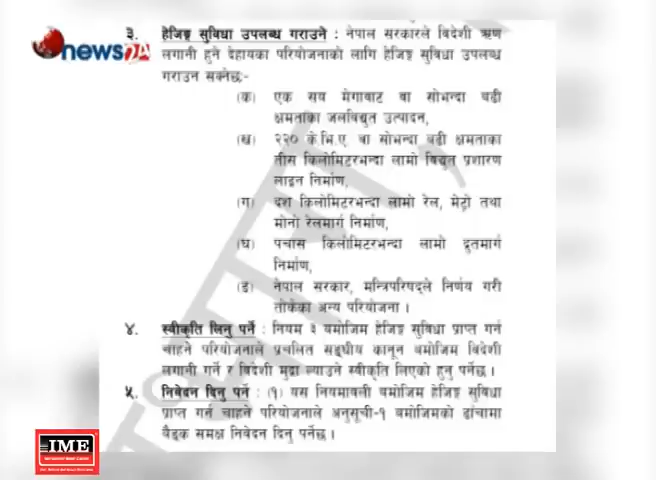 news24
३. हेजिङ्ग सुविधा उपलब्ध गराउने : नेपाल सरकारले विदेशी ऋण
लगानी हुने देहायका परियोजनाको लागि हेजिङ्ग सुविधा उपलब्ध
गराउन सक्नेछः-
(क) एक सय मेगावाट वा सोभन्दा बढी
क्षमताका जलविद्युत उत्पादन,
(ख) २२० के.भि.ए वा सोभन्दा बढी क्षमताका
तीस किलोमिटरभन्दा लामो विद्युत प्रशारण
लाइन निर्माण,
(ग) दश किलोमिटरभन्दा लामो रेल, मेट्रो तथा
मोनो रेलमार्ग निर्माण,
(घ) पचास किलोमिटरभन्दा लामो द्रुतमार्ग
निर्माण,
(ङ) नेपाल सरकार, मन्त्रिपरिषद्ले निर्णय गरी
तोकेका अन्य परियोजना ।
४. स्वीकृति लिनु पर्ने : नियम ३ बमोजिम हेजिङ्ग सुविधा प्राप्त गर्न
चाहने परियोजनाले प्रचलित सङ्घीय कानून बमोजिम विदेशी
लगानी गर्ने र विदेशी मुद्रा ल्याउने स्वीकृति लिएको हुनु पर्नेछ ।
५. निवेदन दिनु पर्ने : (१) यस नियमावली बमोजिम हेजिङ्ग सुविधा
प्राप्त गर्न चाहने परियोजनाले अनुसूची-१ बमोजिमको ढाँचामा
बैङ्क समक्ष निवेदन दिनु पर्नेछ ।
IME